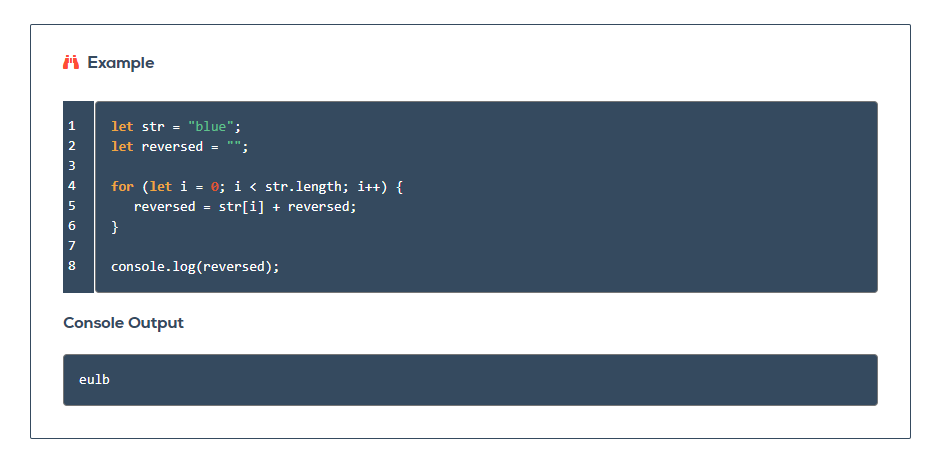 Example
1 let str = "blue";
2 let reversed = "";
3
4 for (let i = 0; i < str.length; i++) {
5    reversed = str[i] + reversed;
6 }
7
8 console.log(reversed);
Console Output
eulb